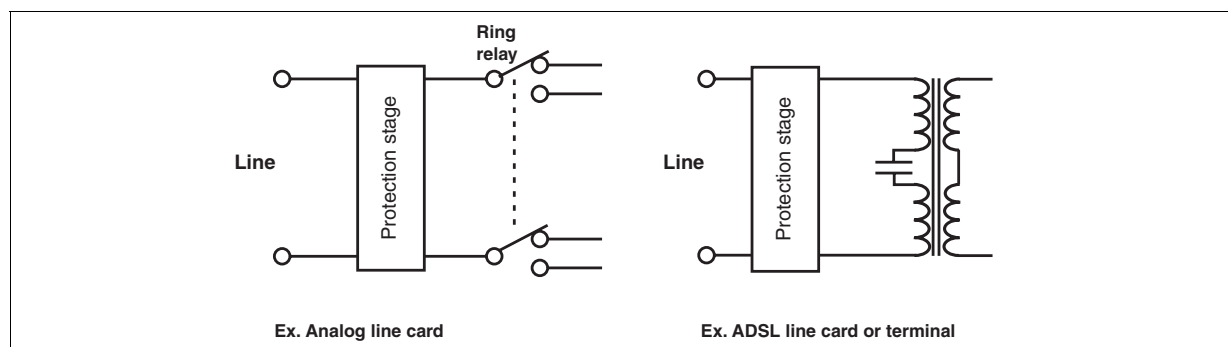 Ring
relay
Line
Protection stage
Ex. Analog line card
Line
Protection stage
Ex. ADSL line card or terminal